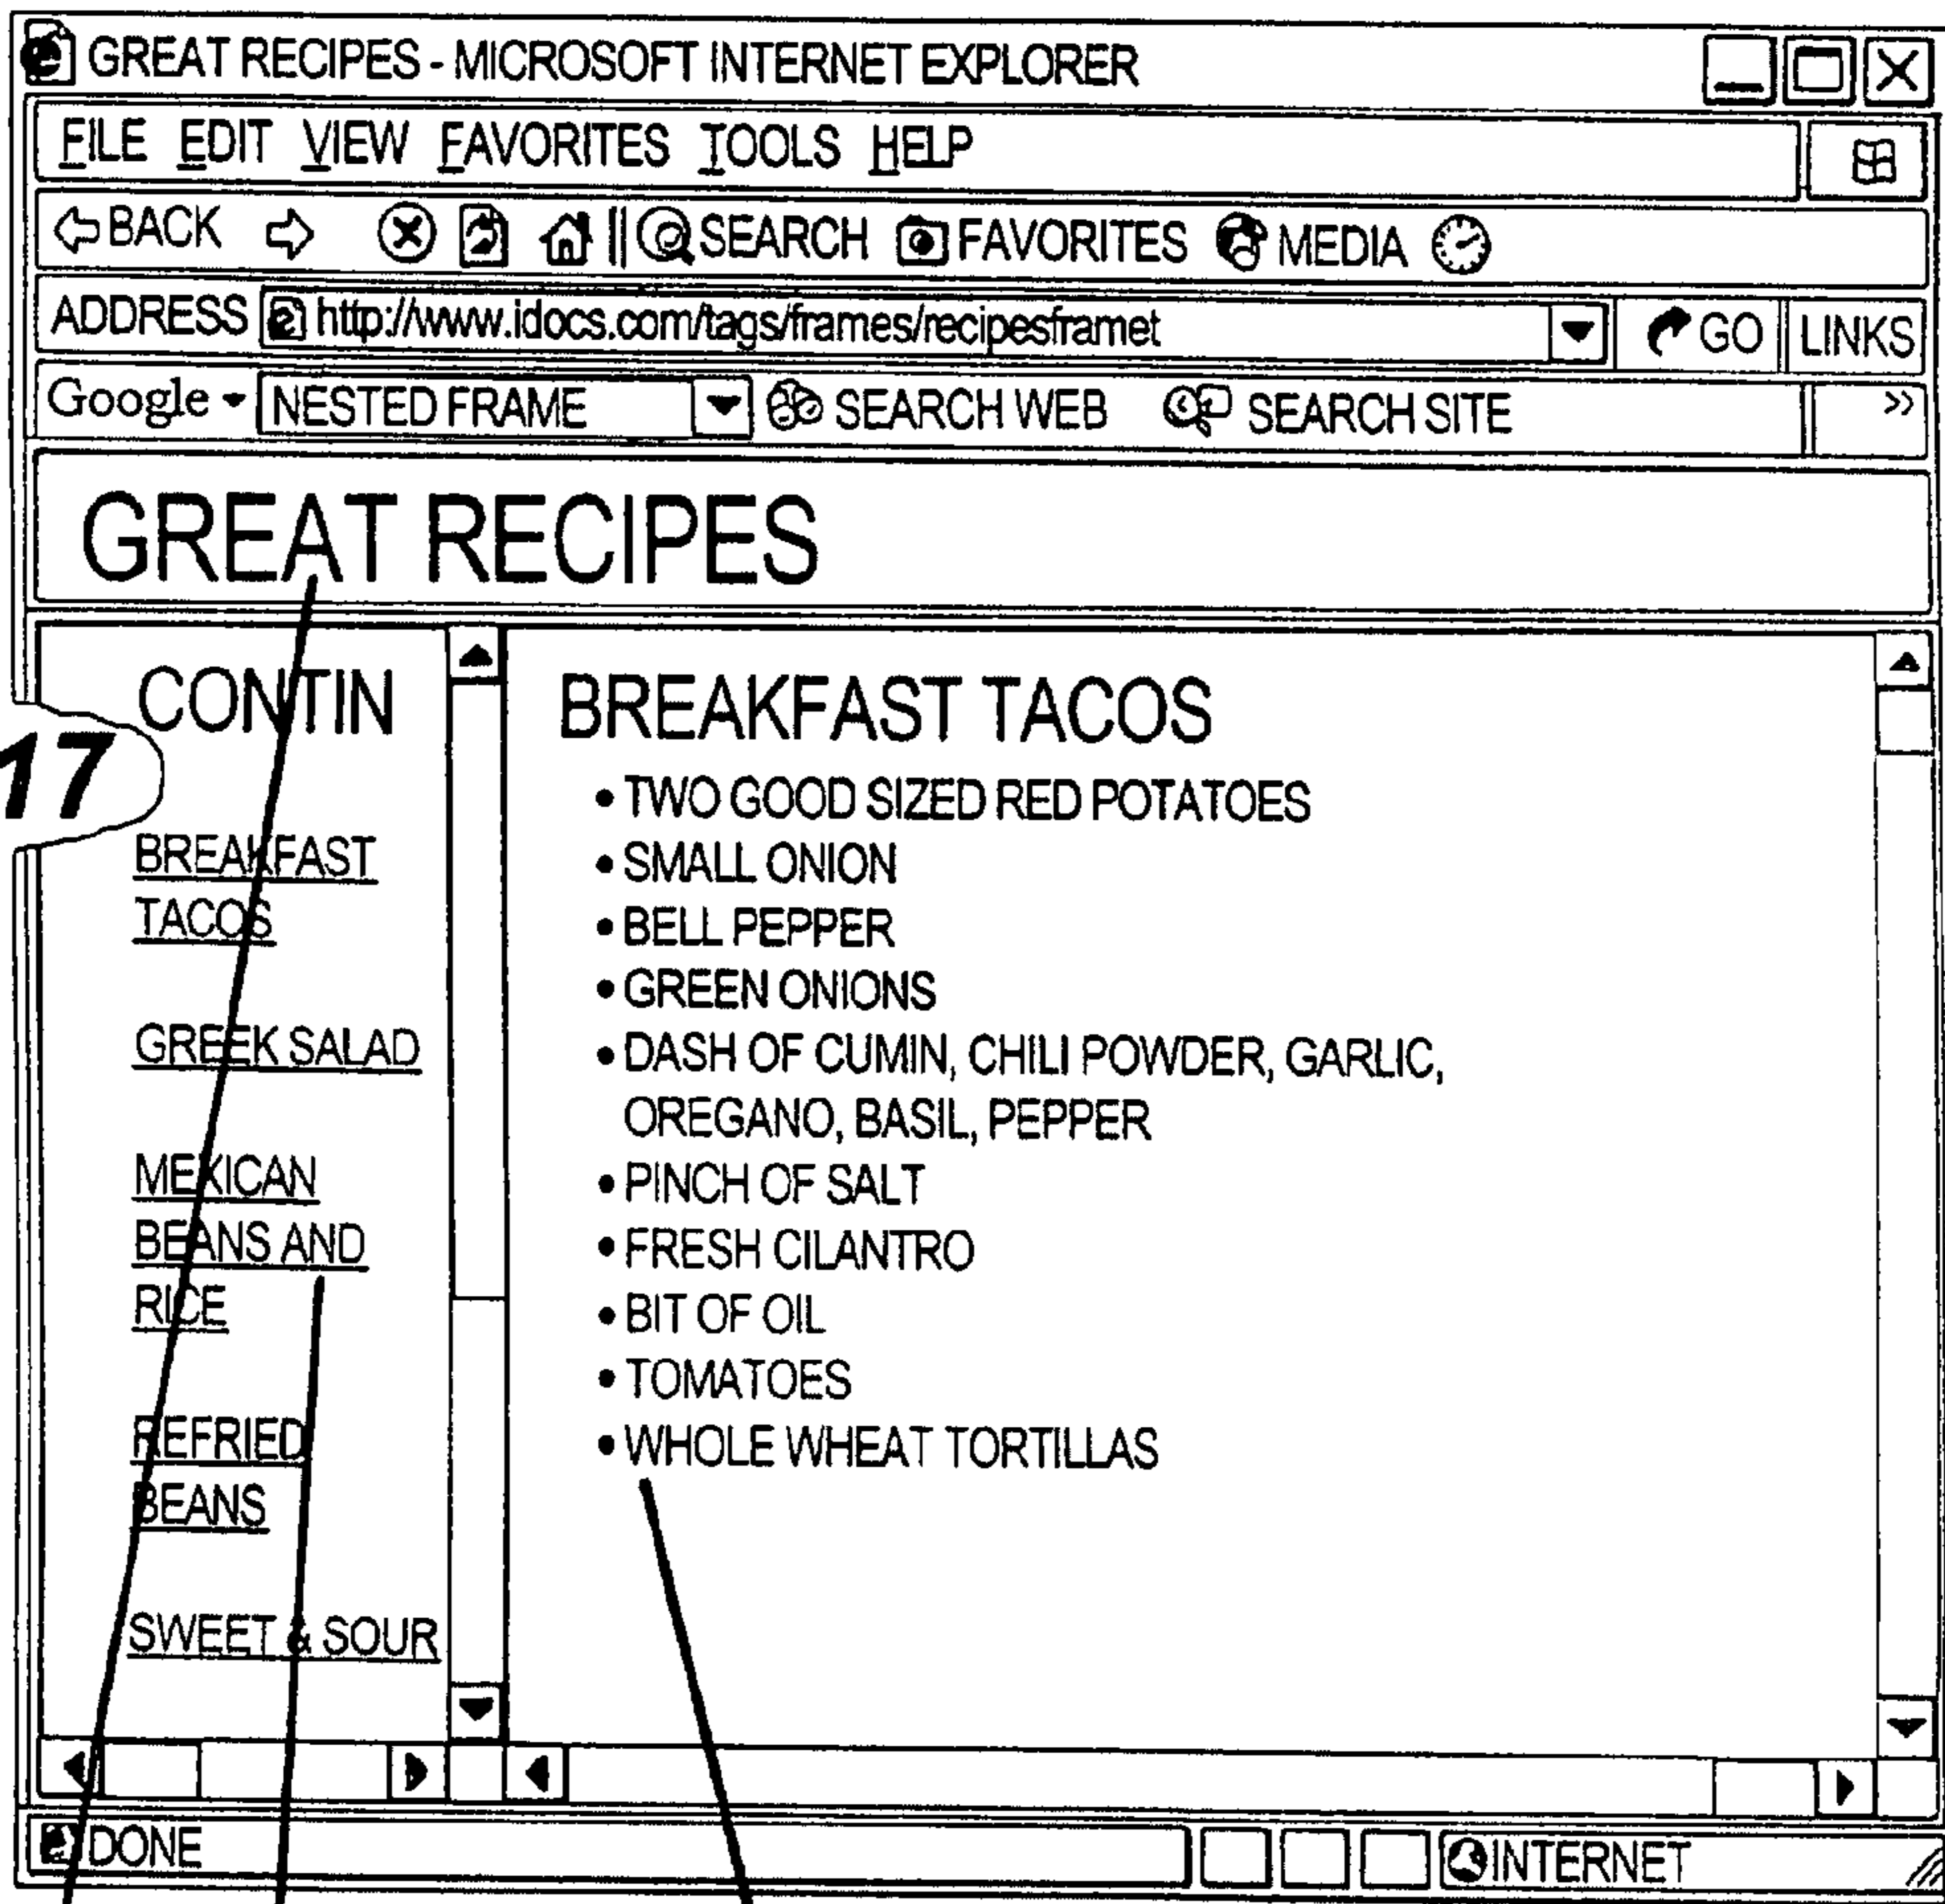 GREAT RECIPES - MICROSOFT INTERNET EXPLORER
FILE EDIT VIEW FAVORITES TOOLS HELP
BACK SEARCH FAVORITES MEDIA
ADDRESS http://www.idocs.com/tags/frames/recipesframet GO LINKS
Google NESTED FRAME SEARCH WEB SEARCH SITE »
GREAT RECIPES
CONTIN
17
BREAKFAST
TACOS
GREEK SALAD
MEXICAN
BEANS AND
RICE
REFRIED
BEANS
SWEET & SOUR
BREAKFAST TACOS
• TWO GOOD SIZED RED POTATOES
• SMALL ONION
• BELL PEPPER
• GREEN ONIONS
• DASH OF CUMIN, CHILI POWDER, GARLIC,
OREGANO, BASIL, PEPPER
• PINCH OF SALT
• FRESH CILANTRO
• BIT OF OIL
• TOMATOES
• WHOLE WHEAT TORTILLAS
DONE INTERNET